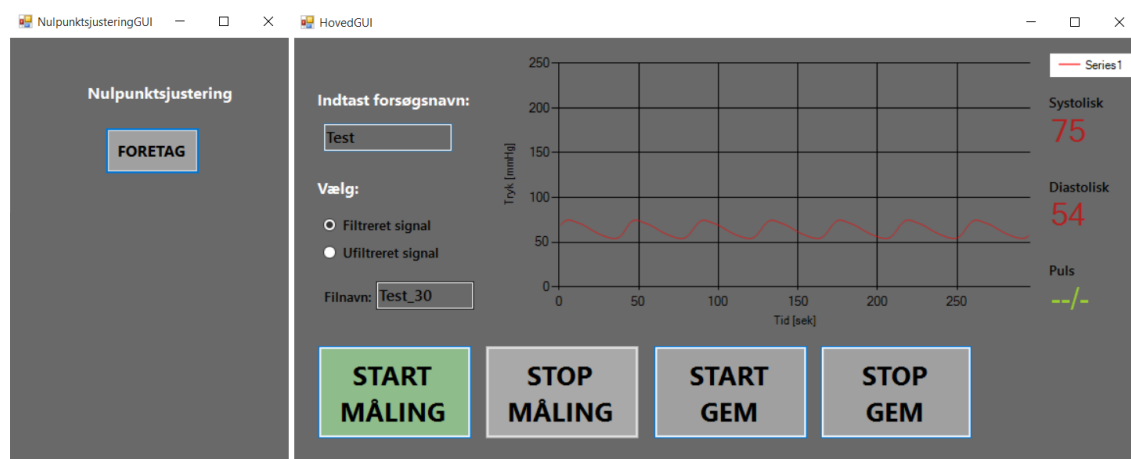 NulpunktsjusteringGUI
Nulpunktsjustering
FORETAG
HovedGUI
Indtast forsøgsnavn:
Test
Vælg:
Filtreret signal
Ufiltreret signal
Filnavn: Test_30
250
200
150
100
50
0
Tryk [mmHg]
0 50 100 150 200 250
Tid [sek]
Series1
Systolisk
75
Diastolisk
54
Puls
--/-
START
MÅLING
STOP
MÅLING
START
GEM
STOP
GEM